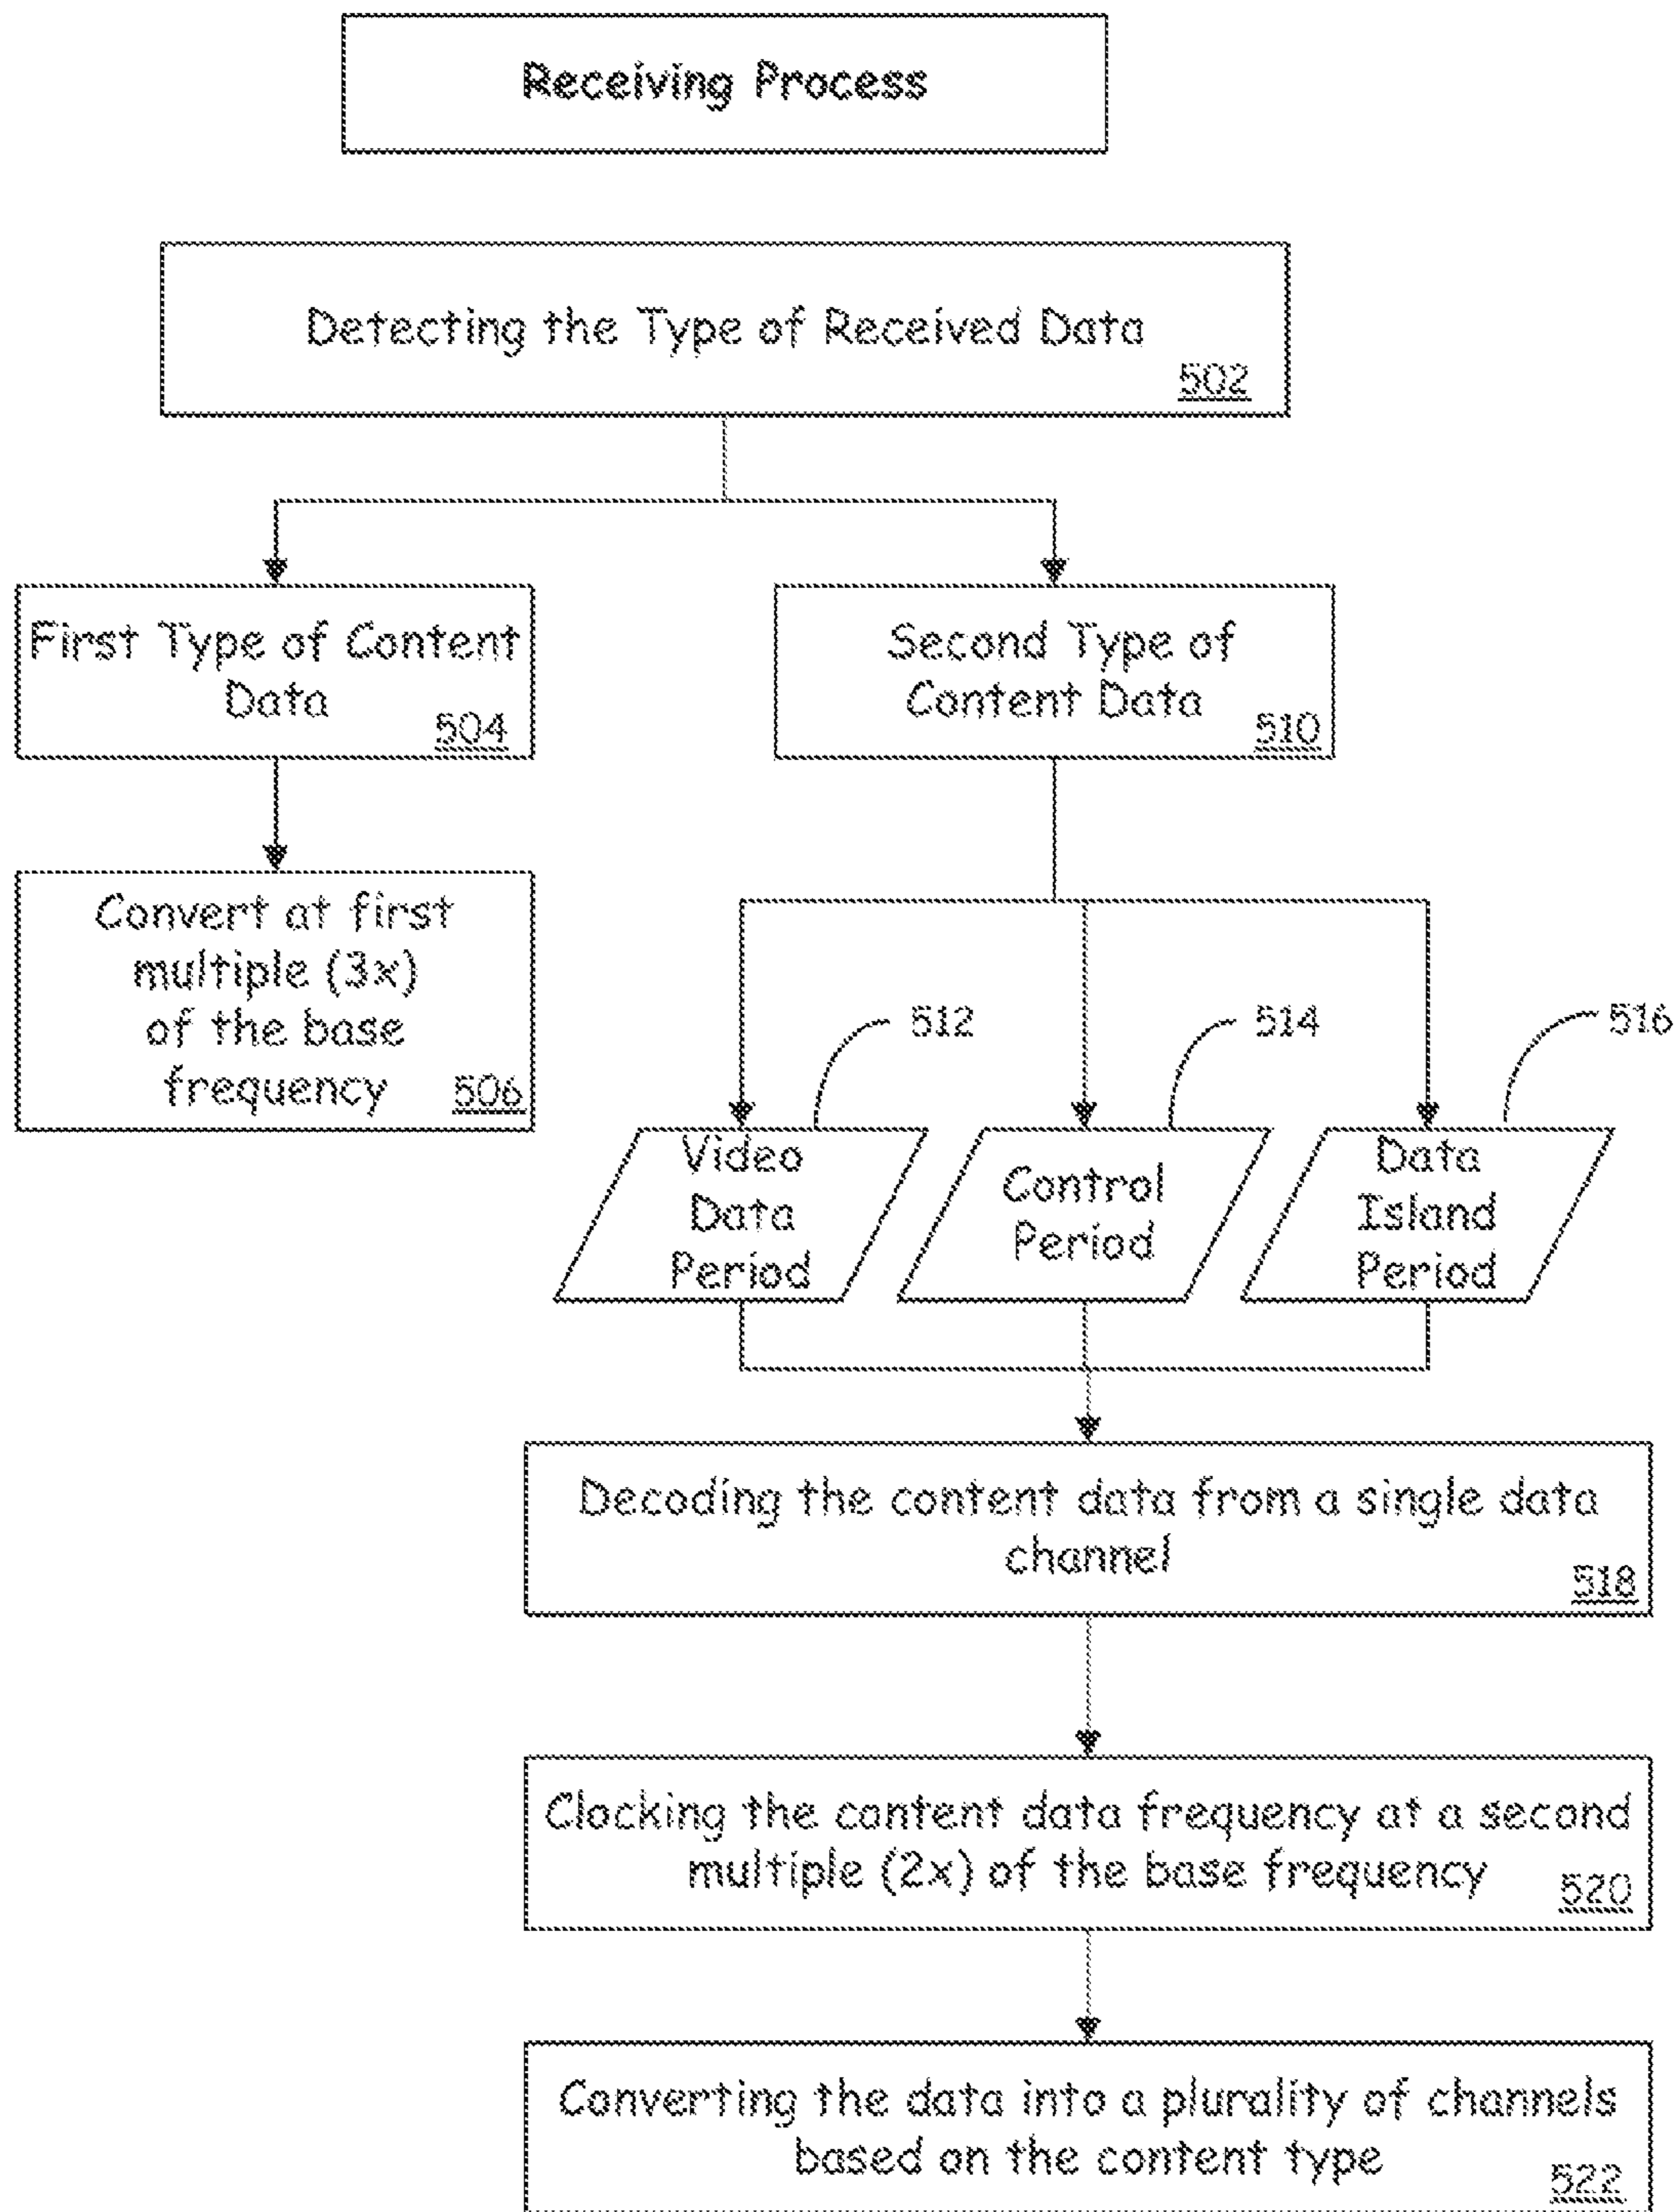 Receiving Process
Detecting the Type of Received Data
502
First Type of Content
Data
504
Second Type of
Content Data
510
Convert at first
multiple (3x)
of the base
frequency
506
512
514
516
Video
Data
Period
Control
Period
Data
Island
Period
Decoding the content data from a single data
channel
518
Clocking the content data frequency at a second
multiple (2x) of the base frequency
520
Converting the data into a plurality of channels
based on the content type
522